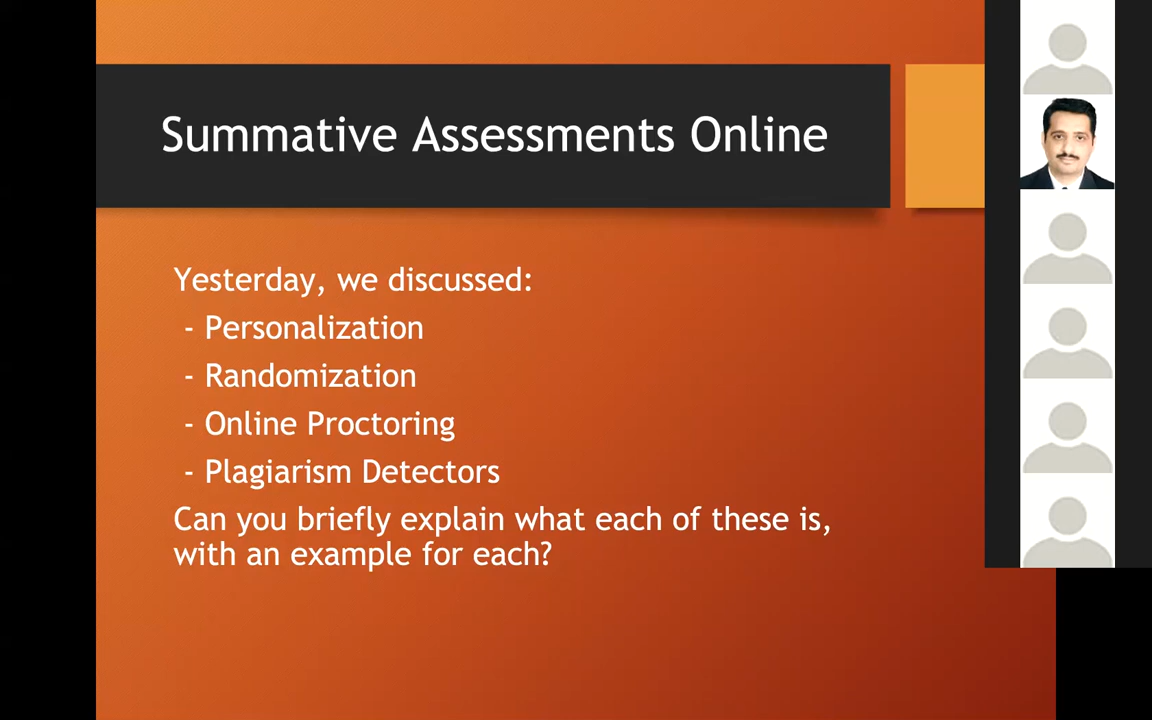 Summative Assessments Online
Yesterday, we discussed:
- Personalization
- Randomization
- Online Proctoring
- Plagiarism Detectors
Can you briefly explain what each of these is,
with an example for each?